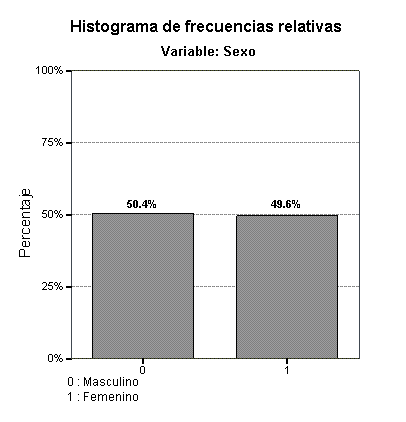 Histograma de frecuencias relativas
Variable: Sexo
100%
75%
50%
25%
0%
Percentaje
50.4%
49.6%
0
1
0 : Masculino
1 : Femenino